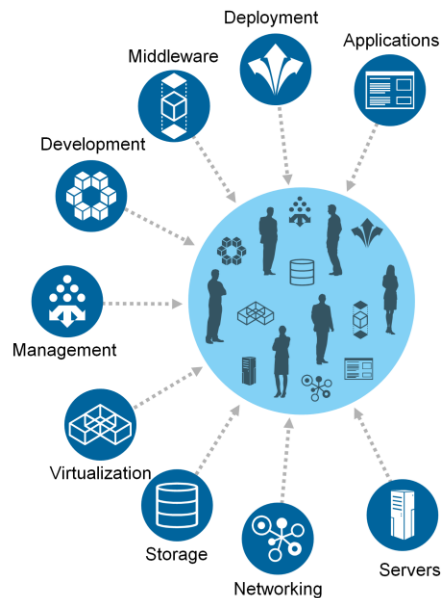 Deployment
Applications
Middleware
Development
Management
Virtualization
Storage
Networking
Servers